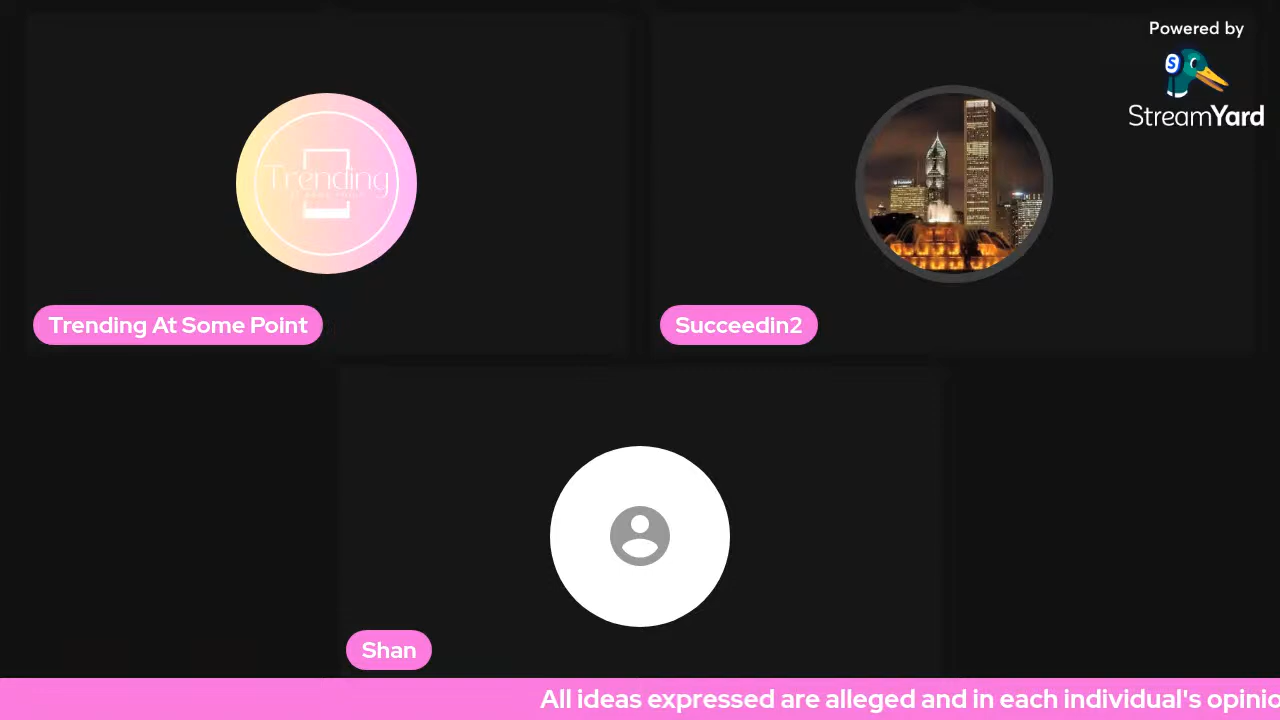 Powered by
StreamYard
Trending
Trending At Some Point
Succeedin2
Shan
All ideas expressed are alleged and in each individual's opinio